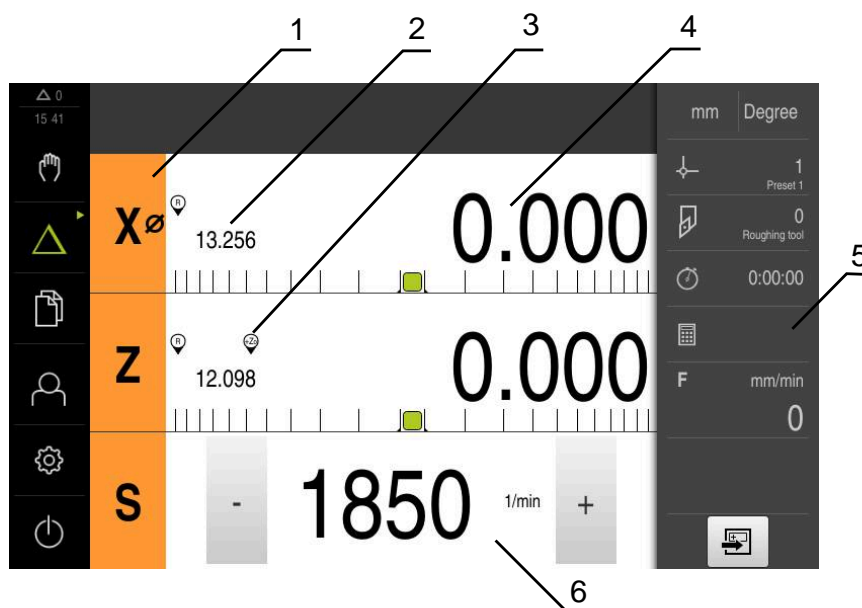 1 2 3 4
0
15 41
mm Degree
1
Preset 1
X⌀ R 13.256 0.000
0
Roughing tool
5
0:00:00
Z R +Z₀ 12.098 0.000
F mm/min
0
S - 1850 1/min +
6